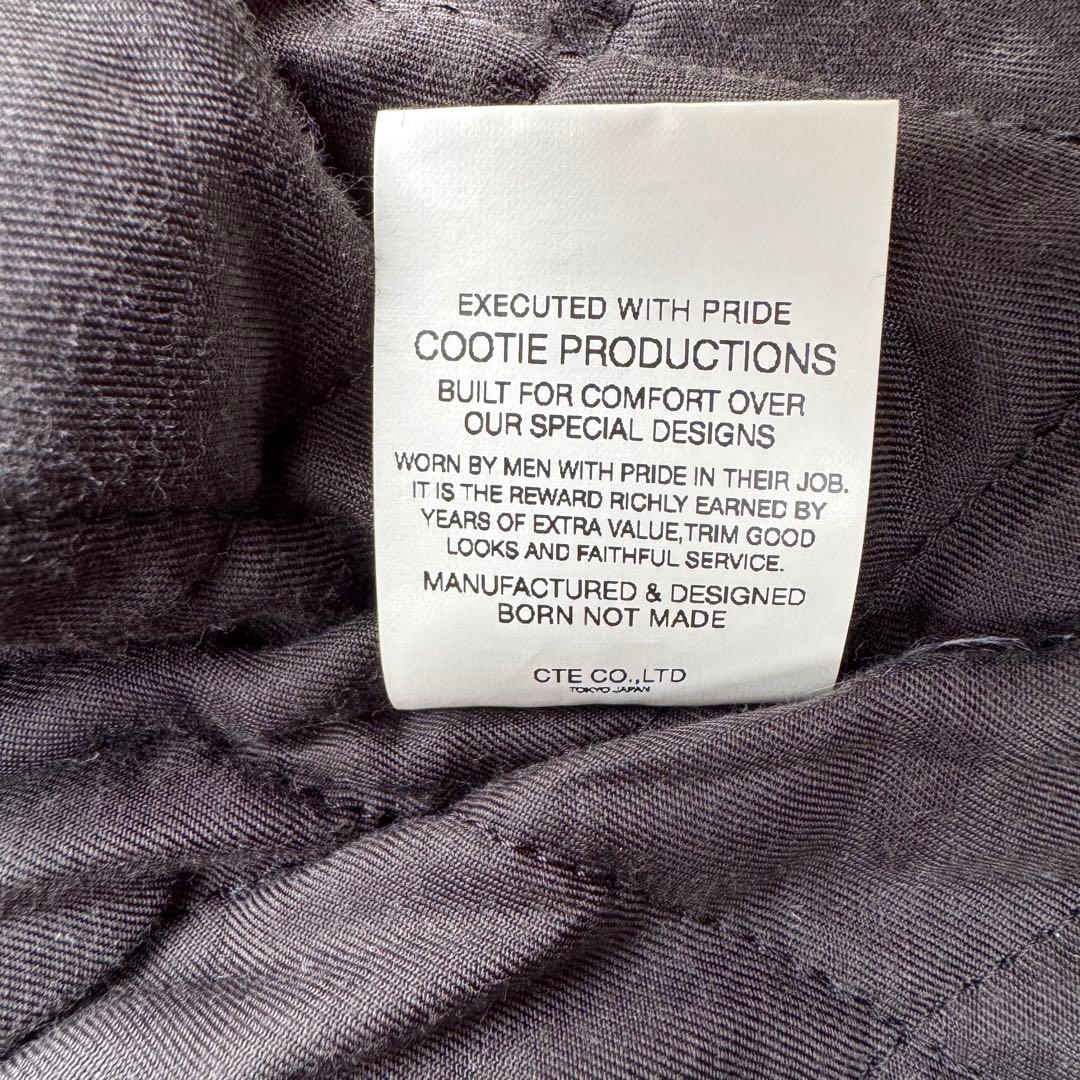 EXECUTED WITH PRIDE
COOTIE PRODUCTIONS
BUILT FOR COMFORT OVER
OUR SPECIAL DESIGNS
WORN BY MEN WITH PRIDE IN THEIR JOB.
IT IS THE REWARD RICHLY EARNED BY
YEARS OF EXTRA VALUE,TRIM GOOD
LOOKS AND FAITHFUL SERVICE.
MANUFACTURED & DESIGNED
BORN NOT MADE
CTE CO.,LTD
TOKYO JAPAN